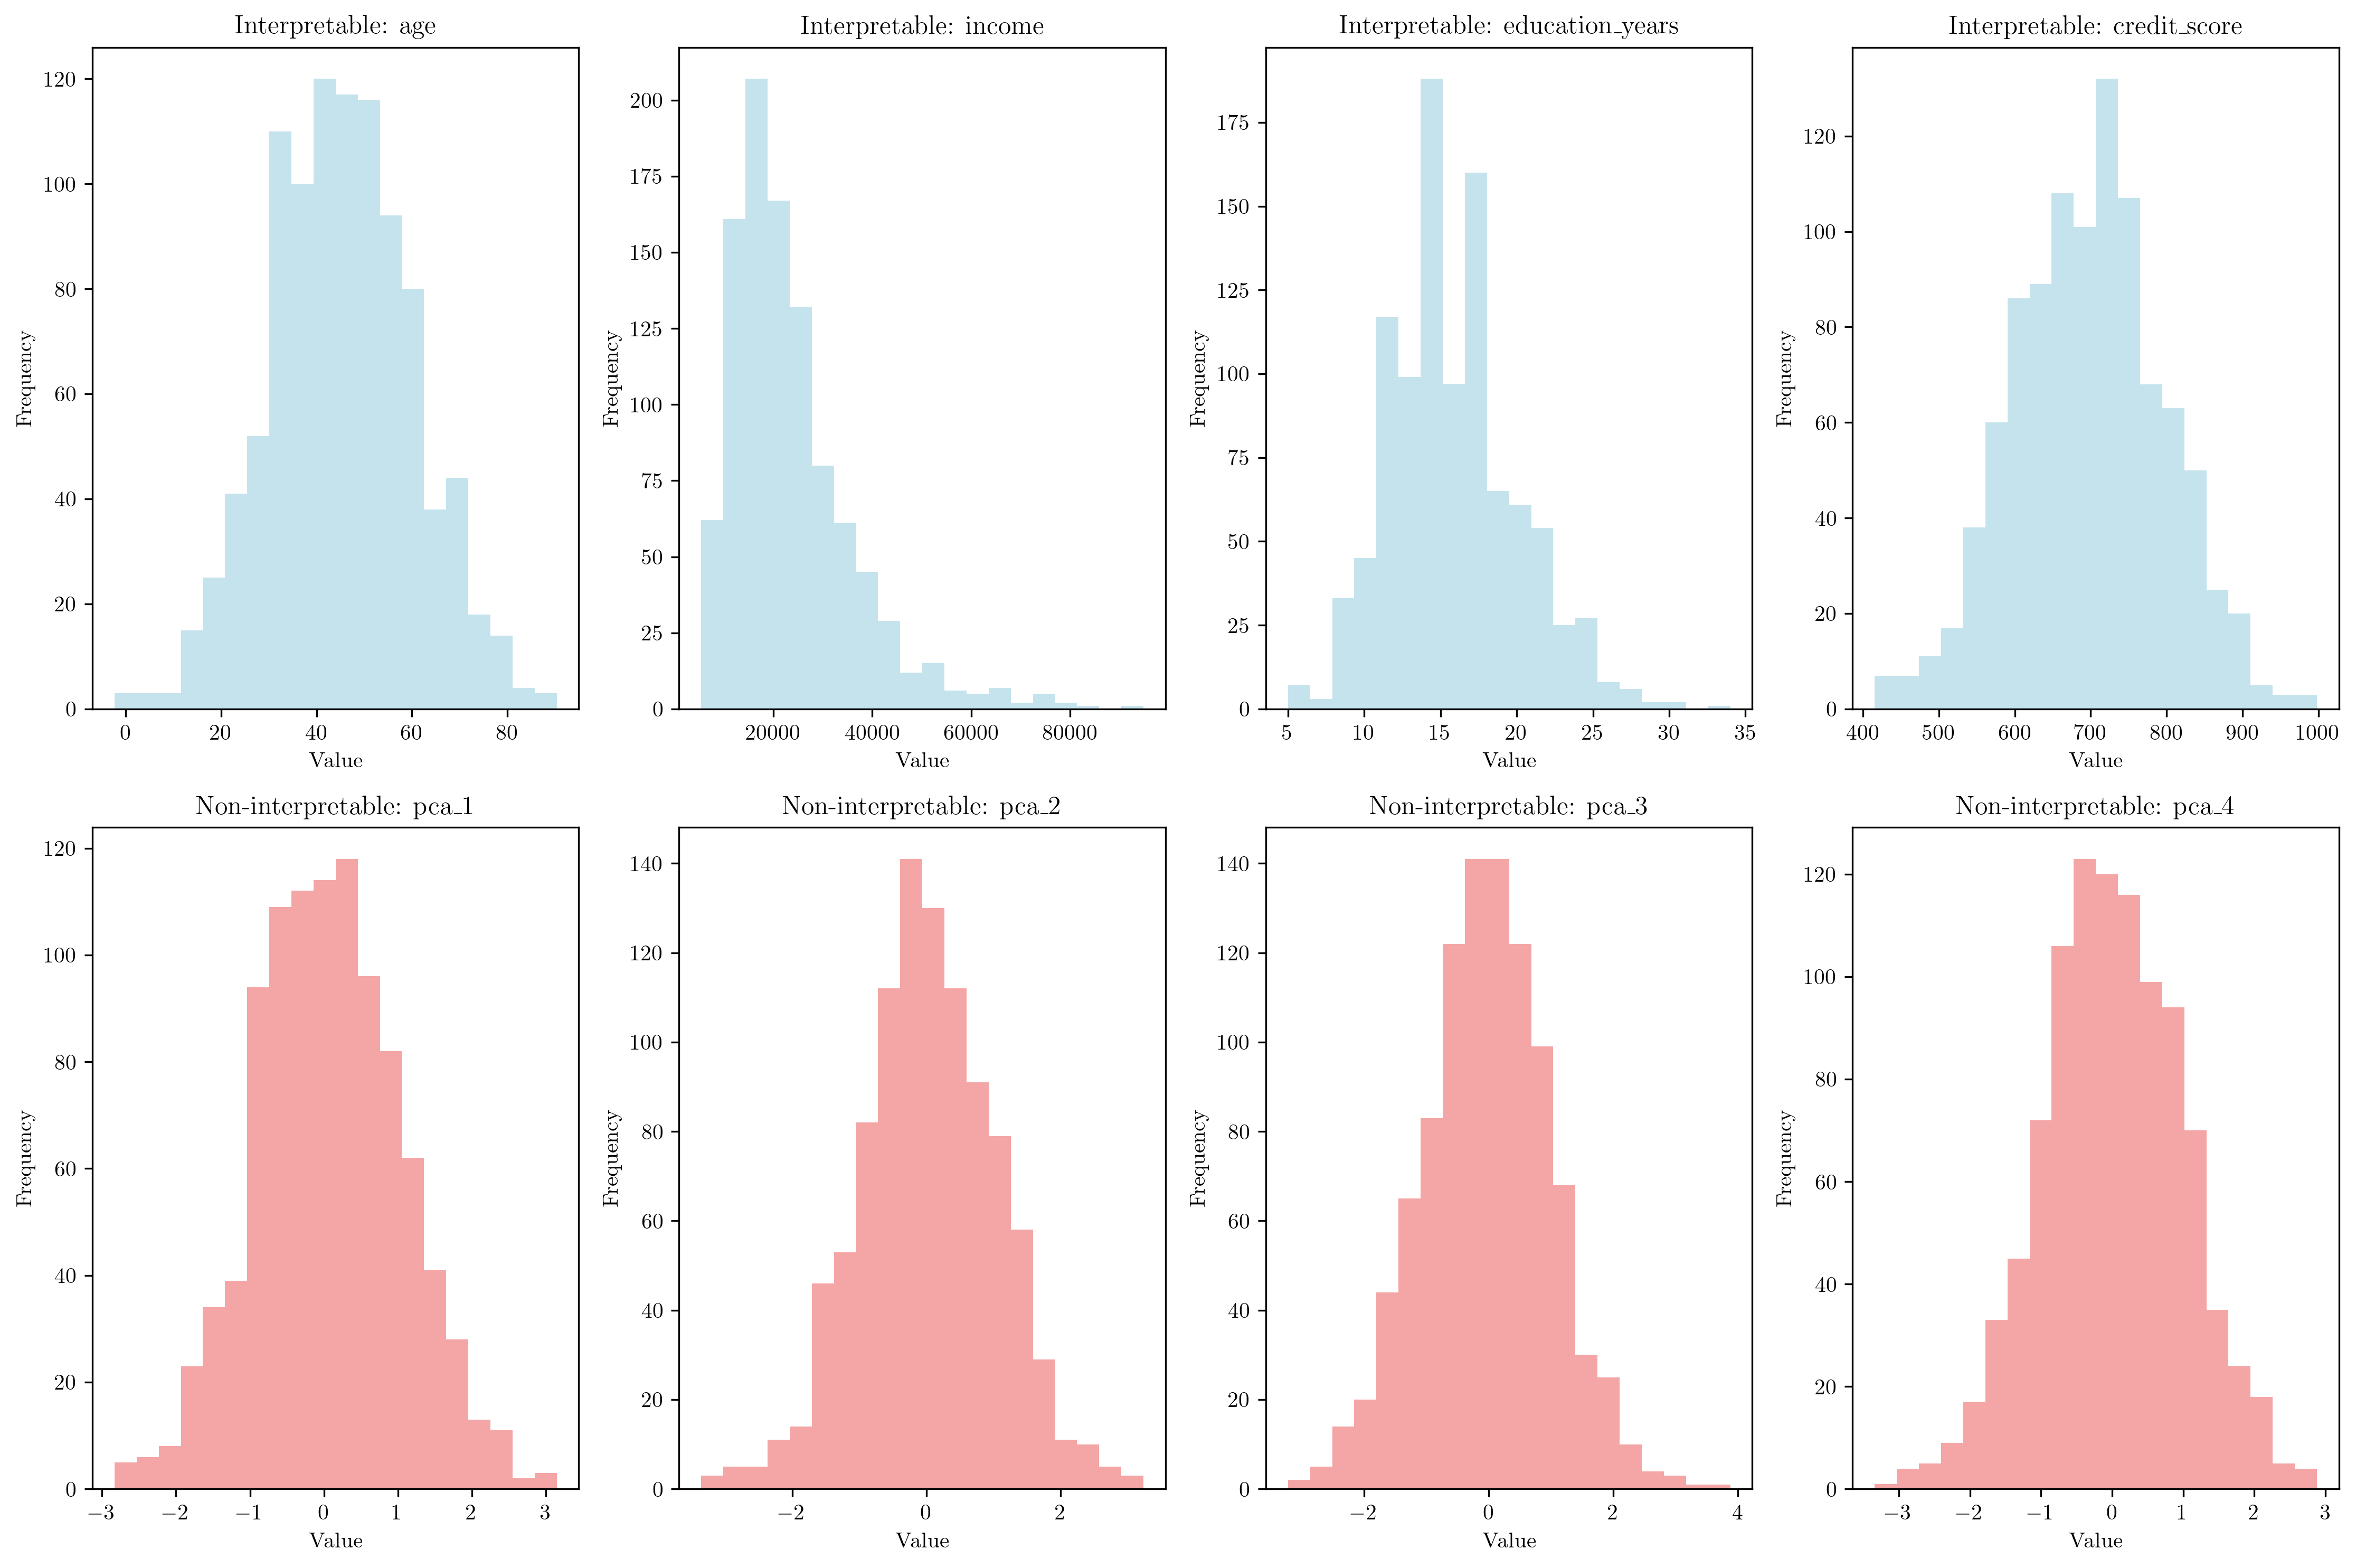 Interpretable: age
120
100
80
60
40
20
0
Frequency
0 20 40 60 80
Value
Interpretable: income
200
175
150
125
100
75
50
25
0
Frequency
20000 40000 60000 80000
Value
Interpretable: education_years
175
150
125
100
75
50
25
0
Frequency
5 10 15 20 25 30 35
Value
Interpretable: credit_score
120
100
80
60
40
20
0
Frequency
400 500 600 700 800 900 1000
Value
Non-interpretable: pca_1
120
100
80
60
40
20
0
Frequency
−3 −2 −1 0 1 2 3
Value
Non-interpretable: pca_2
140
120
100
80
60
40
20
0
Frequency
−2 0 2
Value
Non-interpretable: pca_3
140
120
100
80
60
40
20
0
Frequency
−2 0 2 4
Value
Non-interpretable: pca_4
120
100
80
60
40
20
0
Frequency
−3 −2 −1 0 1 2 3
Value